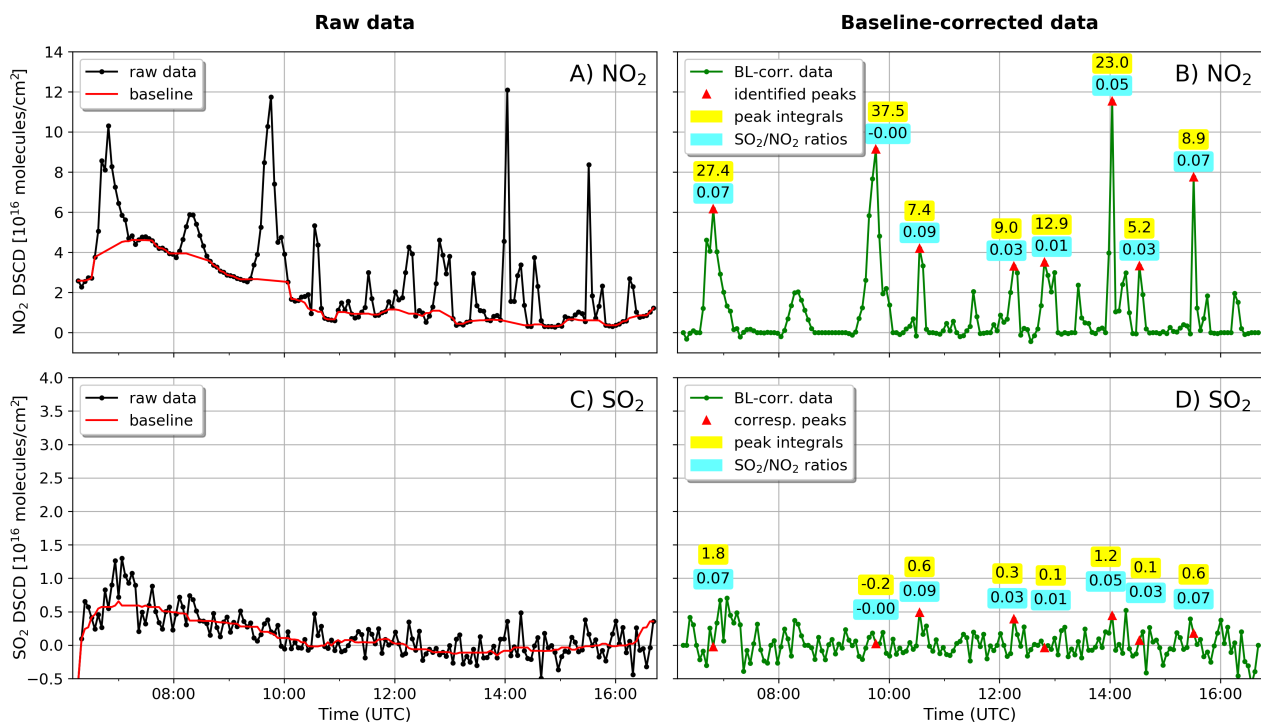 Raw data
Baseline-corrected data
NO₂ DSCD [10¹⁶ molecules/cm²]
14
12
10
8
6
4
2
0
raw data
baseline
A) NO₂
BL-corr. data
identified peaks
peak integrals
SO₂/NO₂ ratios
B) NO₂
27.4
0.07
37.5
-0.00
7.4
0.09
9.0
0.03
12.9
0.01
23.0
0.05
5.2
0.03
8.9
0.07
SO₂ DSCD [10¹⁶ molecules/cm²]
4.0
3.5
3.0
2.5
2.0
1.5
1.0
0.5
0.0
−0.5
raw data
baseline
C) SO₂
08:00
10:00
12:00
14:00
16:00
Time (UTC)
BL-corr. data
corresp. peaks
peak integrals
SO₂/NO₂ ratios
D) SO₂
1.8
0.07
-0.2
-0.00
0.6
0.09
0.3
0.03
0.1
0.01
1.2
0.05
0.1
0.03
0.6
0.07
08:00
10:00
12:00
14:00
16:00
Time (UTC)